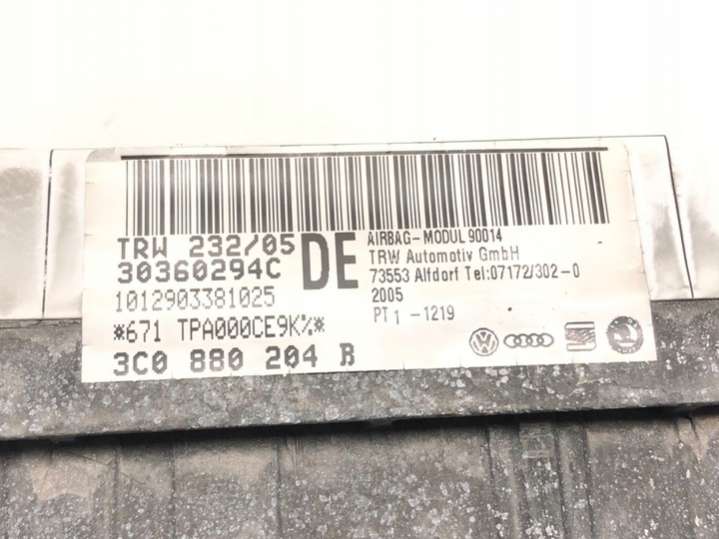 TRW 232/05
30360294C
DE
1012903381025
*671 TPA000CE9K%*
3C0 880 204 B
AIRBAG-MODUL 90014
TRW Automotiv GmbH
73553 Alfdorf Tel:07172/302-0
2005
PT1-1219